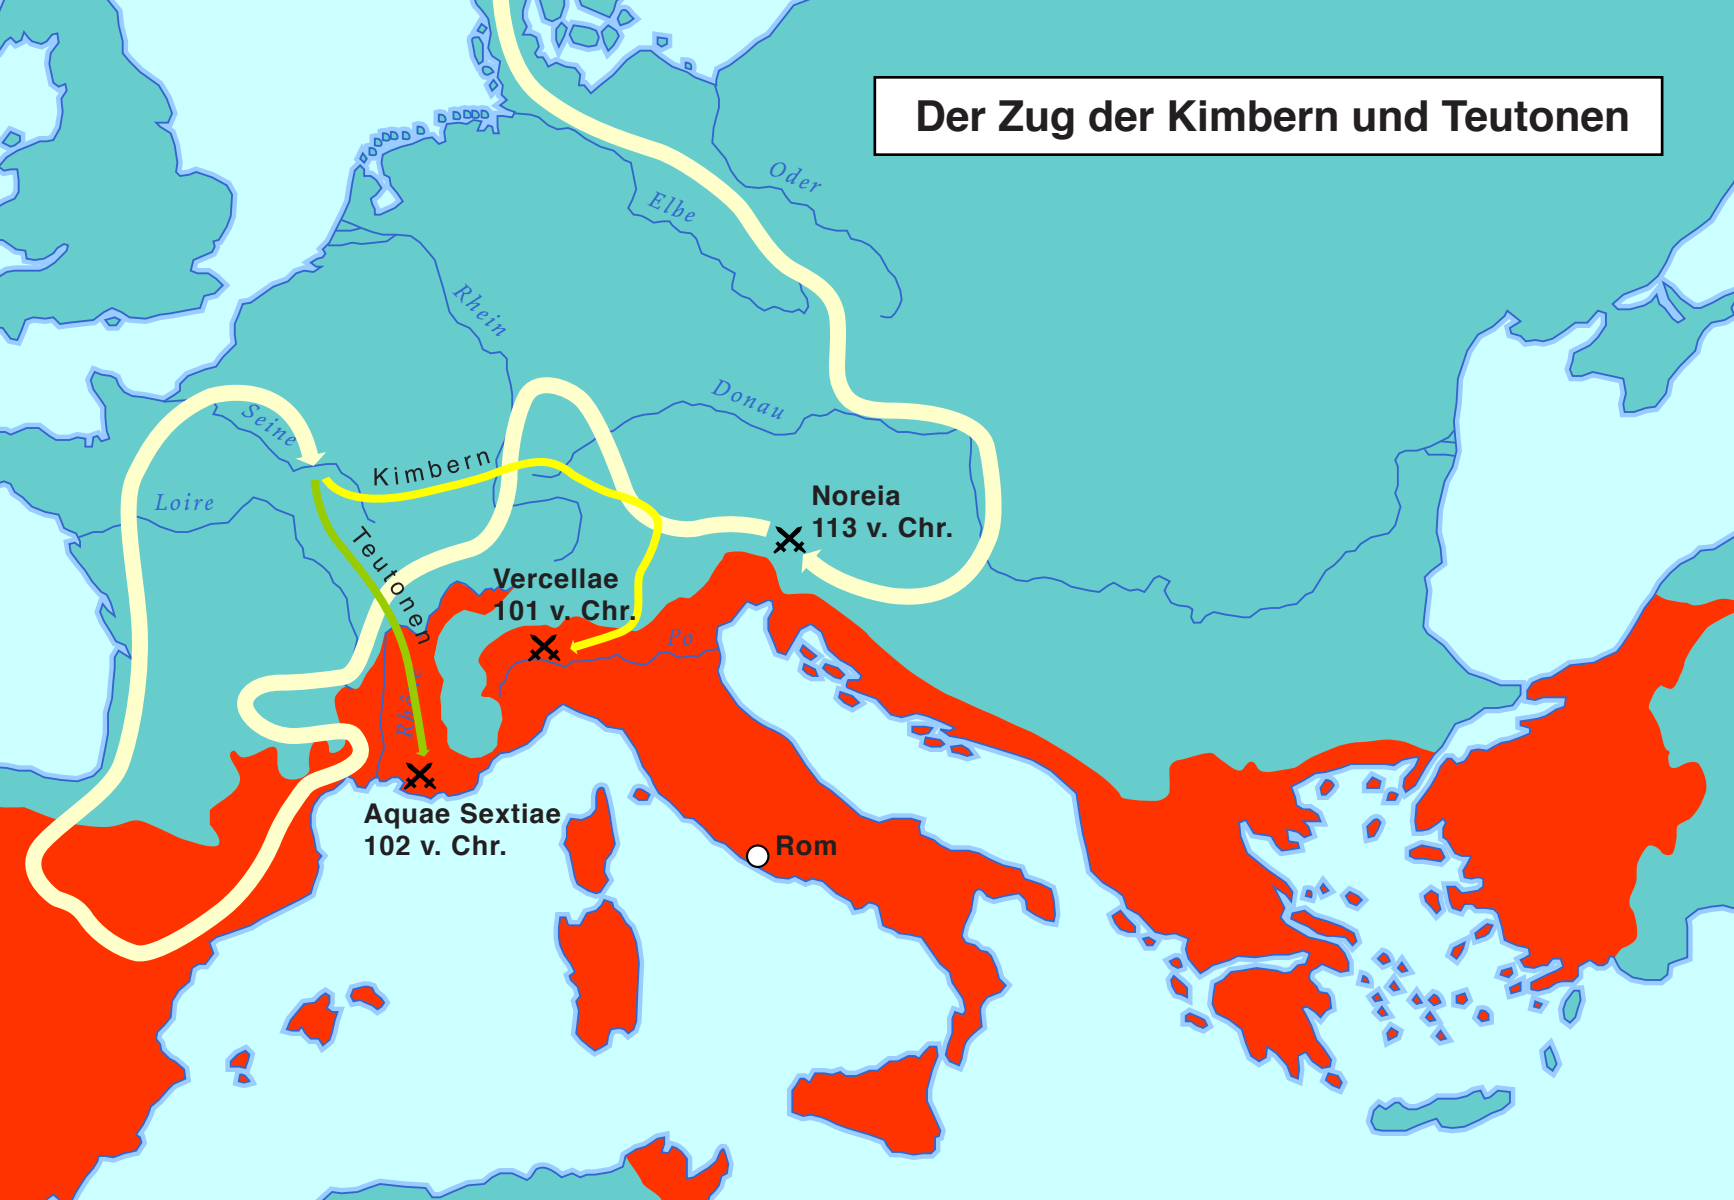 Der Zug der Kimbern und Teutonen
Oder
Elbe
Rhein
Donau
Seine
Kimbern
Loire
Noreia
113 v. Chr.
Teutonen
Vercellae
101 v. Chr.
Po
Aquae Sextiae
102 v. Chr.
Rom